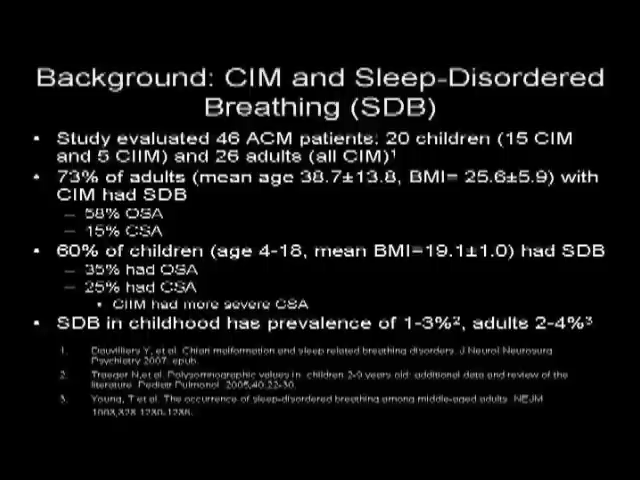 Background: CIM and Sleep-Disordered
Breathing (SDB)
• Study evaluated 46 ACM patients: 20 children (15 CIM
and 5 CIIM) and 26 adults (all CIM)¹
• 73% of adults (mean age 38.7±13.8, BMI= 25.6±5.9) with
CIM had SDB
– 58% OSA
– 15% CSA
• 60% of children (age 4-18, mean BMI=19.1±1.0) had SDB
– 35% had OSA
– 25% had CSA
• CIIM had more severe CSA
• SDB in childhood has prevalence of 1-3%², adults 2-4%³
1. Dauvilliers Y, et al. Chiari malformation and sleep related breathing disorders. J Neurol Neurosurg
Psychiatry 2007. epub.
2. Traeger N,et al. Polysomnographic values in children 2-9 years old: additional data and review of the
literature. Pediatr Pulmonol. 2005;40:22-30.
3. Young, T et al. The occurrence of sleep-disordered breathing among middle-aged adults. NEJM